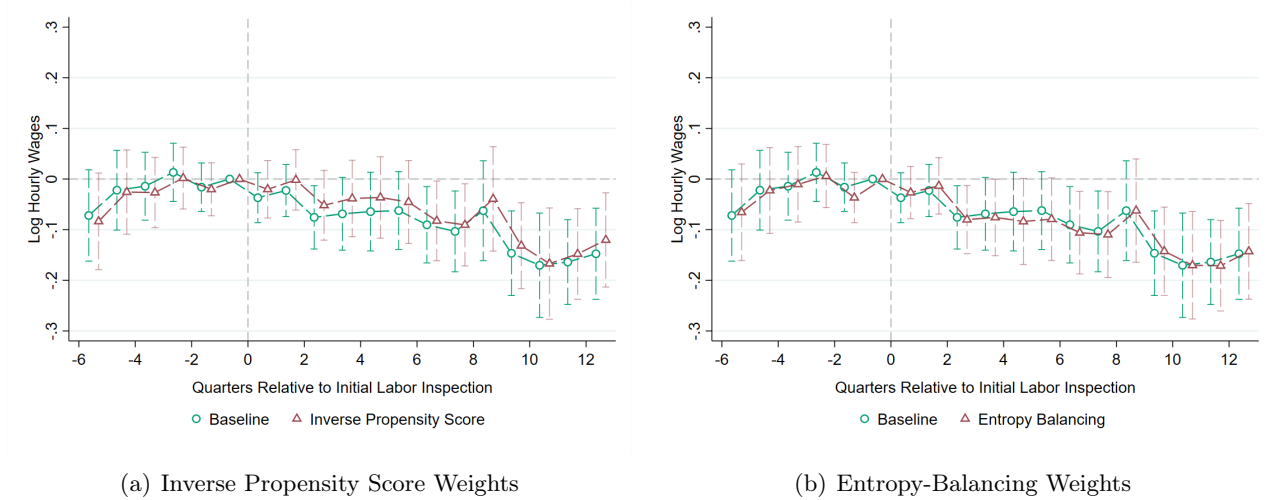 Log Hourly Wages
.3
.2
.1
0
-.1
-.2
-.3
-6 -4 -2 0 2 4 6 8 10 12
Quarters Relative to Initial Labor Inspection
Baseline Inverse Propensity Score
(a) Inverse Propensity Score Weights
Log Hourly Wages
.3
.2
.1
0
-.1
-.2
-.3
-6 -4 -2 0 2 4 6 8 10 12
Quarters Relative to Initial Labor Inspection
Baseline Entropy Balancing
(b) Entropy-Balancing Weights